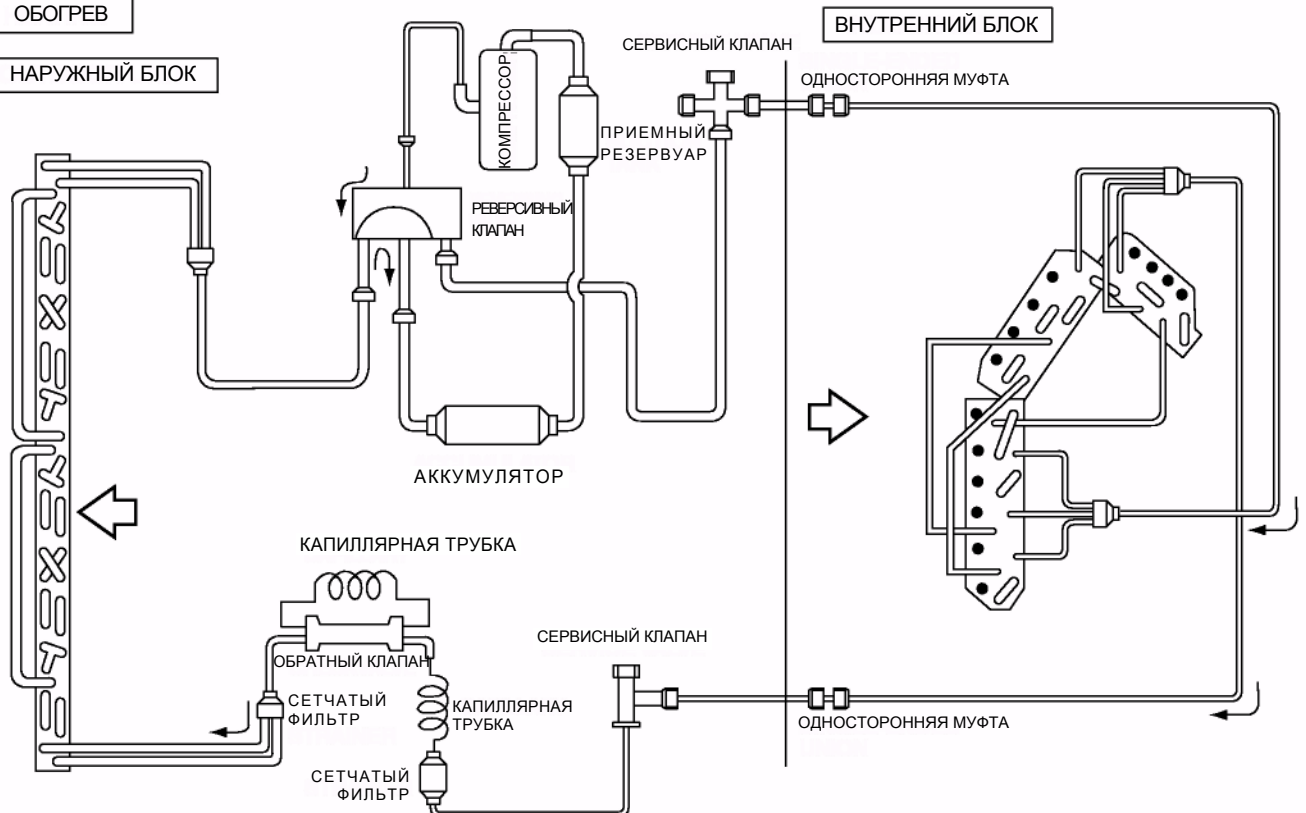 ОБОГРЕВ
НАРУЖНЫЙ БЛОК
ВНУТРЕННИЙ БЛОК
СЕРВИСНЫЙ КЛАПАН
ОДНОСТОРОННЯЯ МУФТА
КОМПРЕССОР
ПРИЕМНЫЙ
РЕЗЕРВУАР
РЕВЕРСИВНЫЙ
КЛАПАН
АККУМУЛЯТОР
КАПИЛЛЯРНАЯ ТРУБКА
ОБРАТНЫЙ КЛАПАН
СЕТЧАТЫЙ
ФИЛЬТР
КАПИЛЛЯРНАЯ
ТРУБКА
СЕТЧАТЫЙ
ФИЛЬТР
СЕРВИСНЫЙ КЛАПАН
ОДНОСТОРОННЯЯ МУФТА